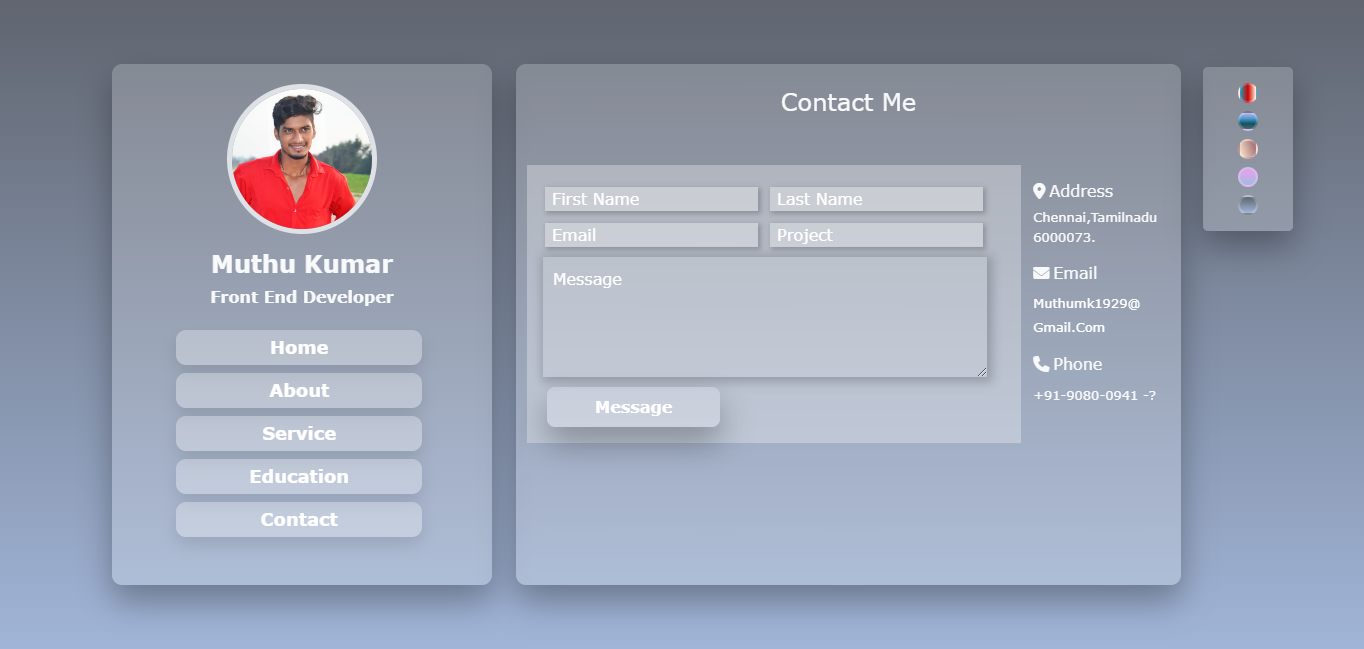 Muthu Kumar
Front End Developer
Home
About
Service
Education
Contact
Contact Me
First Name
Last Name
Email
Project
Message
Message
Address
Chennai,Tamilnadu
6000073.
Email
Muthumk1929@
Gmail.Com
Phone
+91-9080-0941 -?